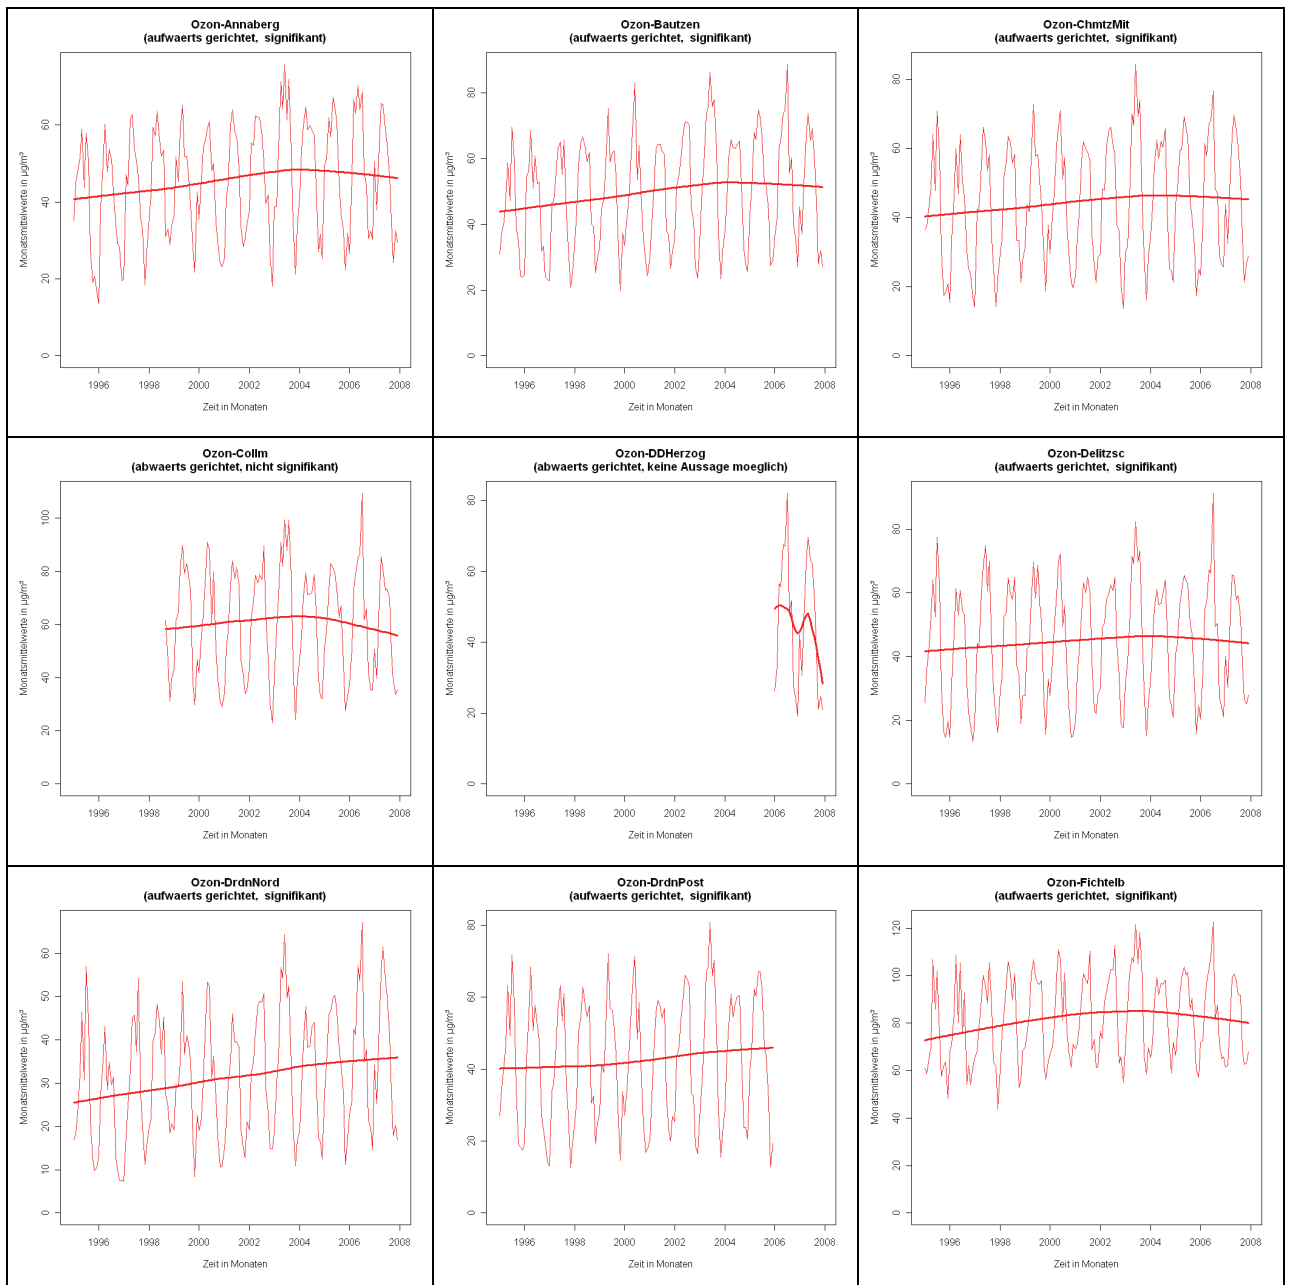 Ozon-Annaberg
(aufwaerts gerichtet, signifikant)
Monatsmittelwerte in µg/m³
0 20 40 60
1996 1998 2000 2002 2004 2006 2008
Zeit in Monaten
Ozon-Bautzen
(aufwaerts gerichtet, signifikant)
Monatsmittelwerte in µg/m³
0 20 40 60 80
1996 1998 2000 2002 2004 2006 2008
Zeit in Monaten
Ozon-ChmtzMit
(aufwaerts gerichtet, signifikant)
Monatsmittelwerte in µg/m³
0 20 40 60 80
1996 1998 2000 2002 2004 2006 2008
Zeit in Monaten
Ozon-Collm
(abwaerts gerichtet, nicht signifikant)
Monatsmittelwerte in µg/m³
0 20 40 60 80 100
1996 1998 2000 2002 2004 2006 2008
Zeit in Monaten
Ozon-DDHerzog
(abwaerts gerichtet, keine Aussage moeglich)
Monatsmittelwerte in µg/m³
0 20 40 60 80
1996 1998 2000 2002 2004 2006 2008
Zeit in Monaten
Ozon-Delitzsc
(aufwaerts gerichtet, signifikant)
Monatsmittelwerte in µg/m³
0 20 40 60 80
1996 1998 2000 2002 2004 2006 2008
Zeit in Monaten
Ozon-DrdnNord
(aufwaerts gerichtet, signifikant)
Monatsmittelwerte in µg/m³
0 10 20 30 40 50 60
1996 1998 2000 2002 2004 2006 2008
Zeit in Monaten
Ozon-DrdnPost
(aufwaerts gerichtet, signifikant)
Monatsmittelwerte in µg/m³
0 20 40 60 80
1996 1998 2000 2002 2004 2006 2008
Zeit in Monaten
Ozon-Fichtelb
(aufwaerts gerichtet, signifikant)
Monatsmittelwerte in µg/m³
0 20 40 60 80 100 120
1996 1998 2000 2002 2004 2006 2008
Zeit in Monaten